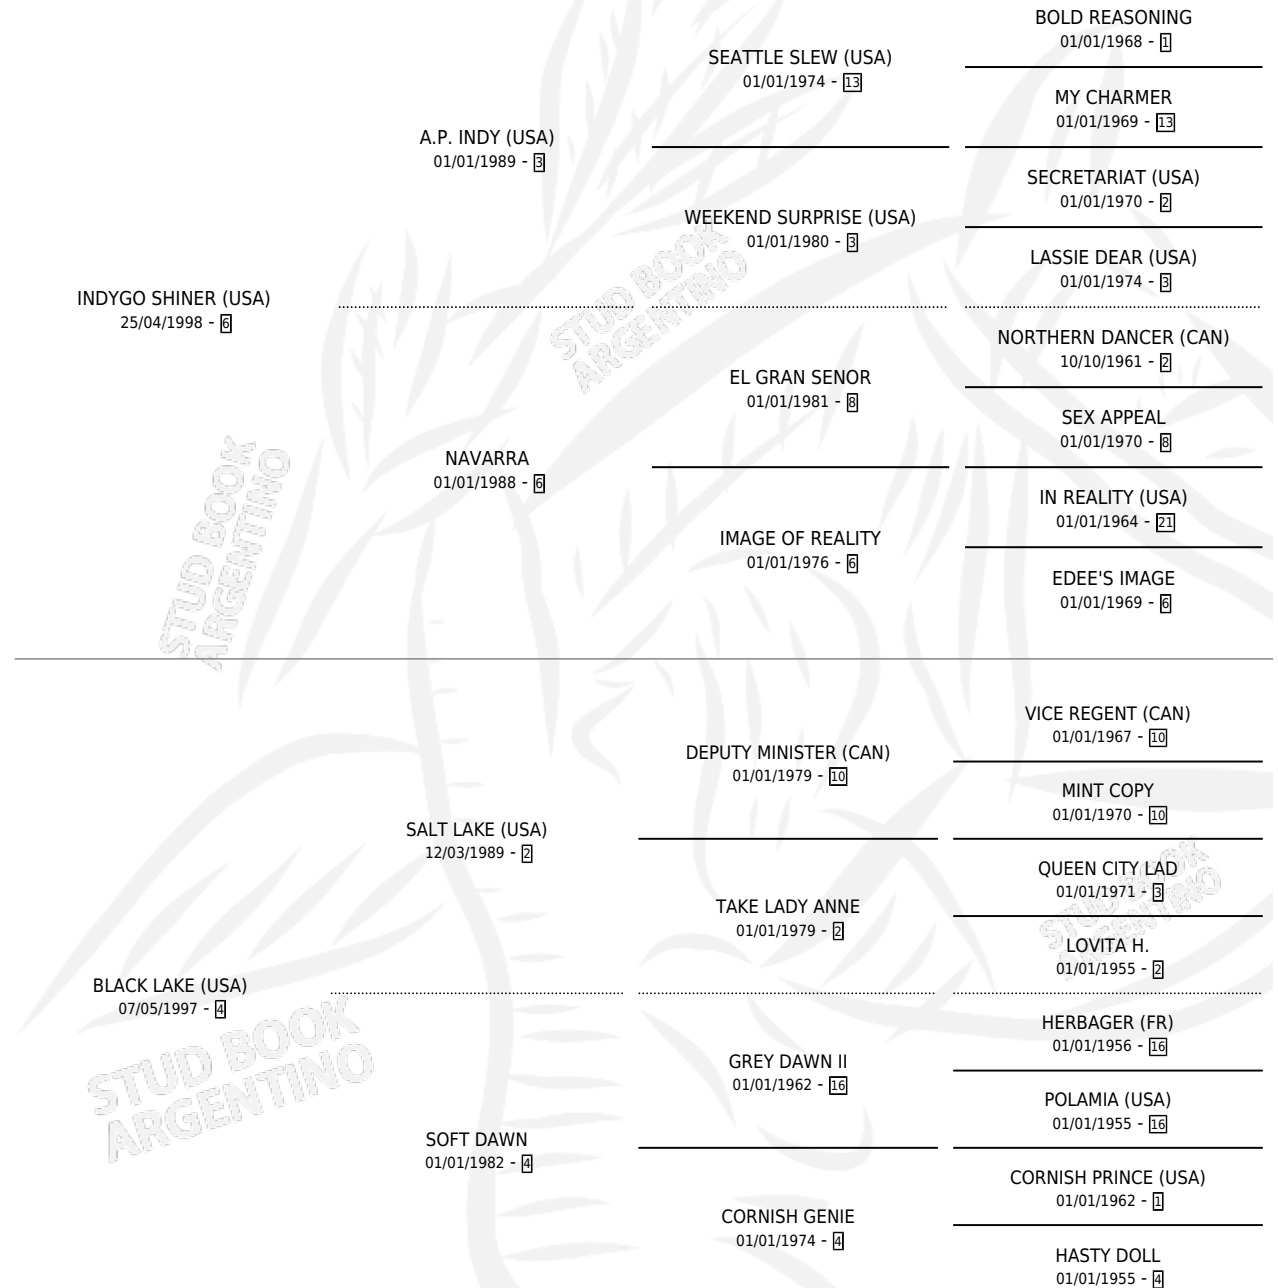 BOLD REASONING
01/01/1968 - 1
SEATTLE SLEW (USA)
01/01/1974 - 13
MY CHARMER
01/01/1969 - 13
A.P. INDY (USA)
01/01/1989 - 3
SECRETARIAT (USA)
01/01/1970 - 2
WEEKEND SURPRISE (USA)
01/01/1980 - 3
LASSIE DEAR (USA)
01/01/1974 - 3
INDYGO SHINER (USA)
25/04/1998 - 6
NORTHERN DANCER (CAN)
10/10/1961 - 2
EL GRAN SENOR
01/01/1981 - 8
SEX APPEAL
01/01/1970 - 8
NAVARRA
01/01/1988 - 6
IN REALITY (USA)
01/01/1964 - 21
IMAGE OF REALITY
01/01/1976 - 6
EDEE'S IMAGE
01/01/1969 - 6
VICE REGENT (CAN)
01/01/1967 - 10
DEPUTY MINISTER (CAN)
01/01/1979 - 10
MINT COPY
01/01/1970 - 10
SALT LAKE (USA)
12/03/1989 - 2
QUEEN CITY LAD
01/01/1971 - 3
TAKE LADY ANNE
01/01/1979 - 2
LOVITA H.
01/01/1955 - 2
BLACK LAKE (USA)
07/05/1997 - 4
HERBAGER (FR)
01/01/1956 - 16
GREY DAWN II
01/01/1962 - 16
POLAMIA (USA)
01/01/1955 - 16
SOFT DAWN
01/01/1982 - 4
CORNISH PRINCE (USA)
01/01/1962 - 1
CORNISH GENIE
01/01/1974 - 4
HASTY DOLL
01/01/1955 - 4
STUD BOOK
ARGENTINO
STUD BOOK
ARGENTINO
STUD BOOK
ARGENTINO
STUD BOOK
ARGENTINO